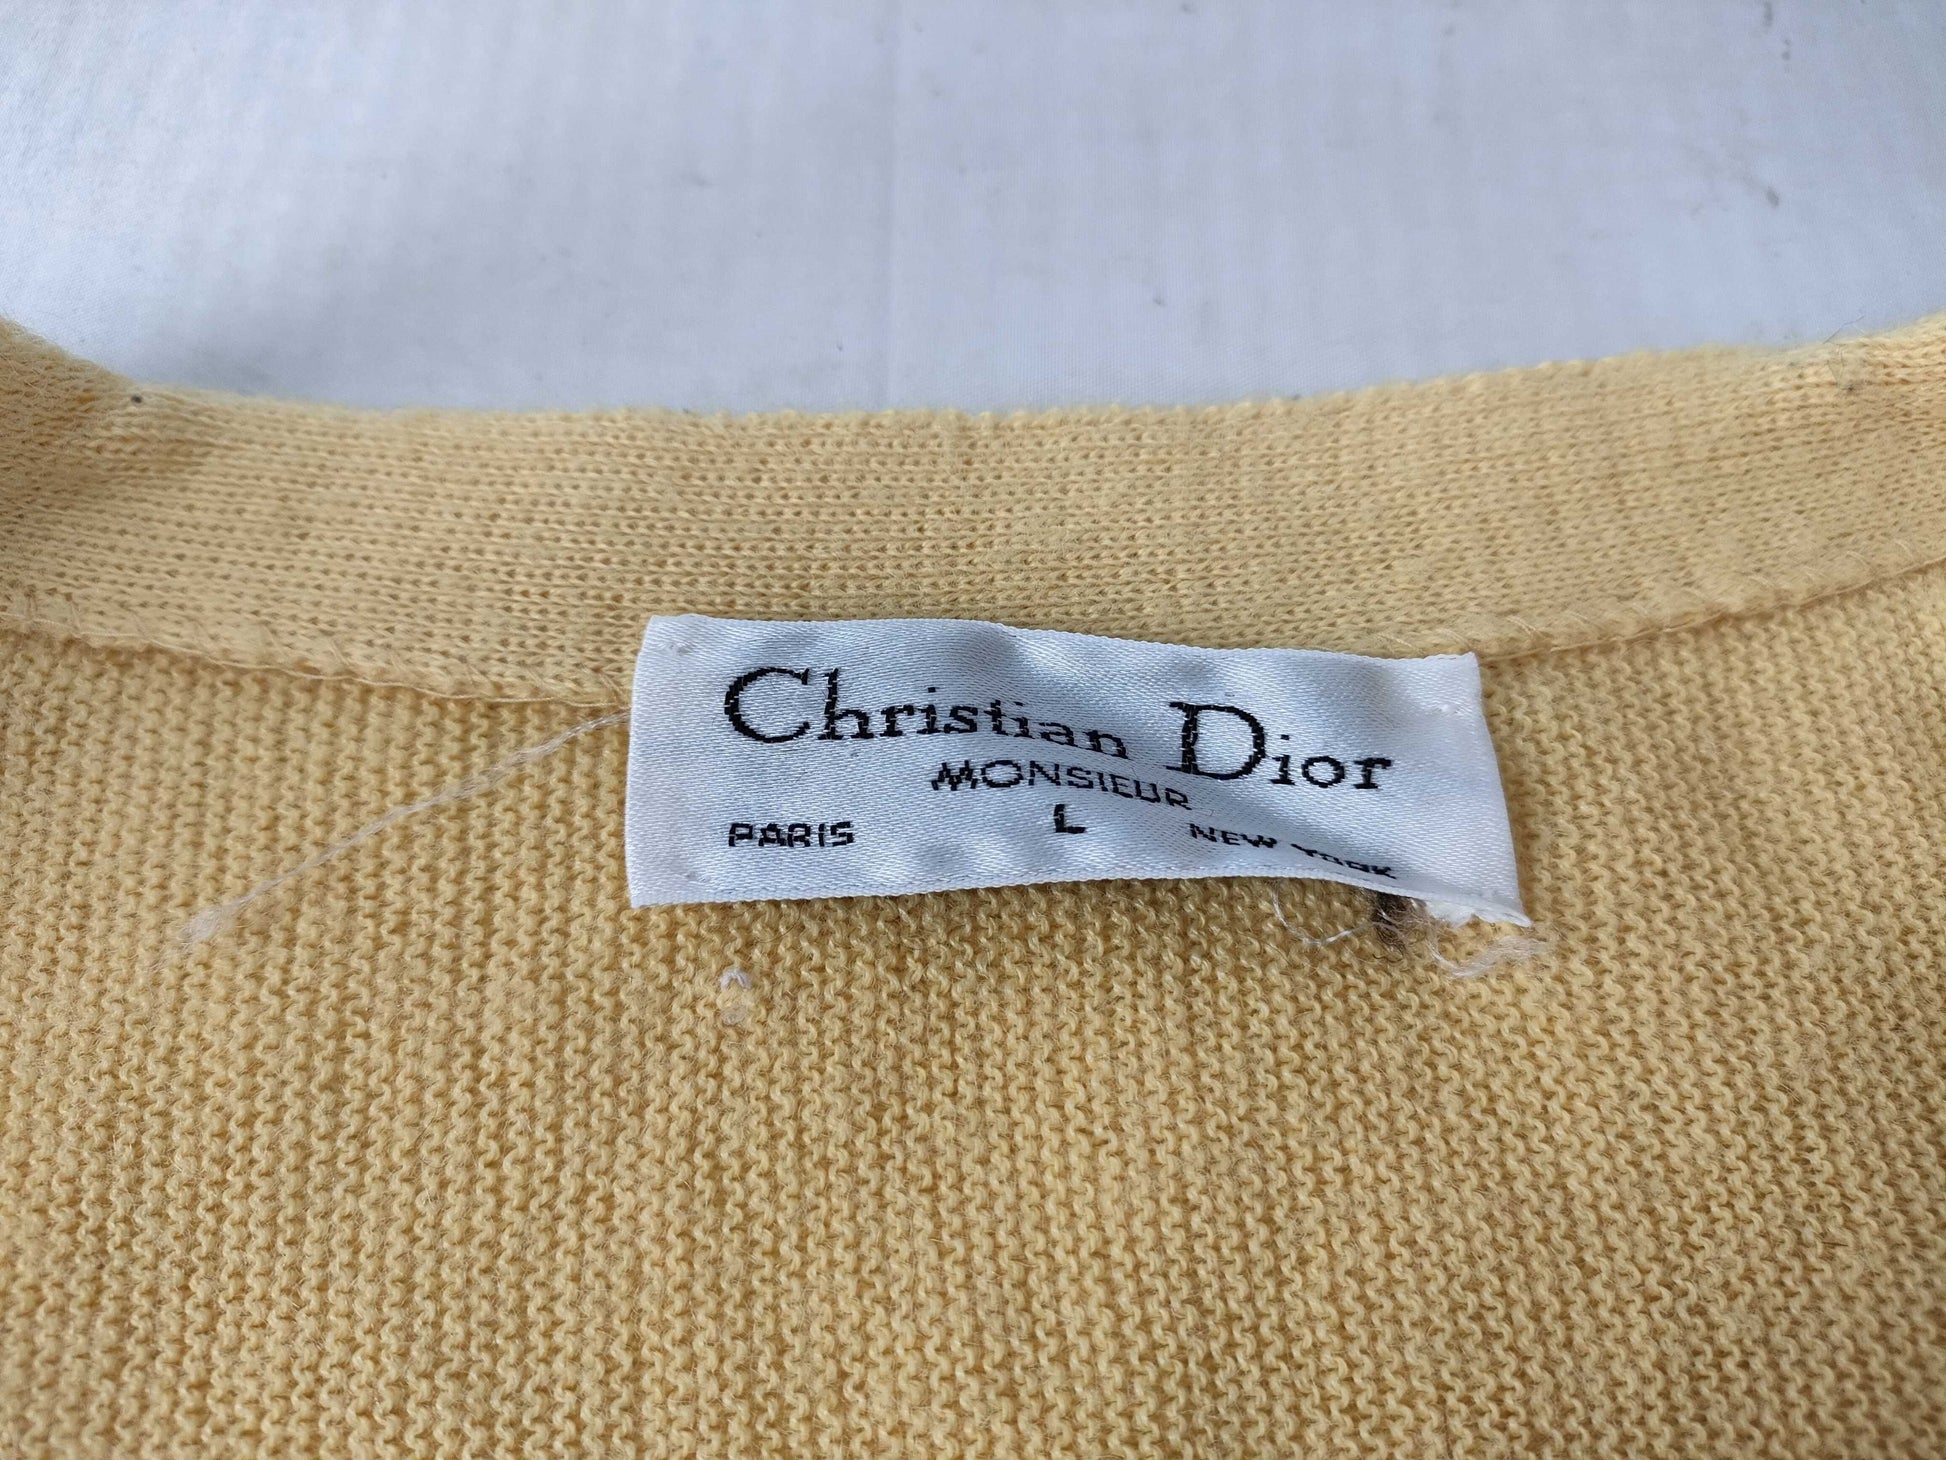 Christian Dior
MONSIEUR
PARIS L NEW YORK